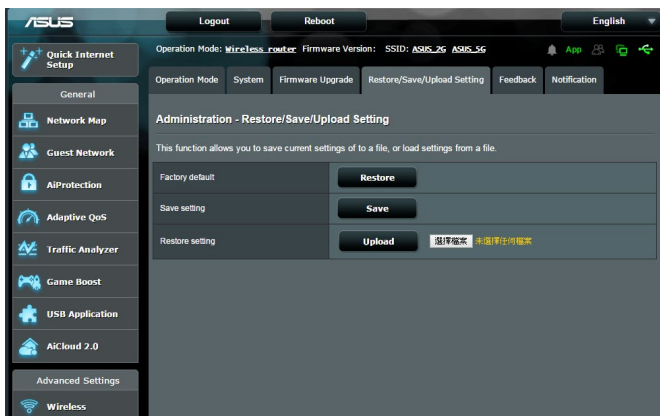 ASUS
Logout
Reboot
English
Quick Internet
Setup
Operation Mode: Wireless router Firmware Version: SSID: ASUS_2G ASUS_5G
App
Operation Mode
System
Firmware Upgrade
Restore/Save/Upload Setting
Feedback
Notification
General
Network Map
Guest Network
AiProtection
Adaptive QoS
Traffic Analyzer
Game Boost
USB Application
AiCloud 2.0
Advanced Settings
Wireless
Administration - Restore/Save/Upload Setting
This function allows you to save current settings of to a file, or load settings from a file.
Factory default
Restore
Save setting
Save
Restore setting
Upload
選擇檔案 未選擇任何檔案